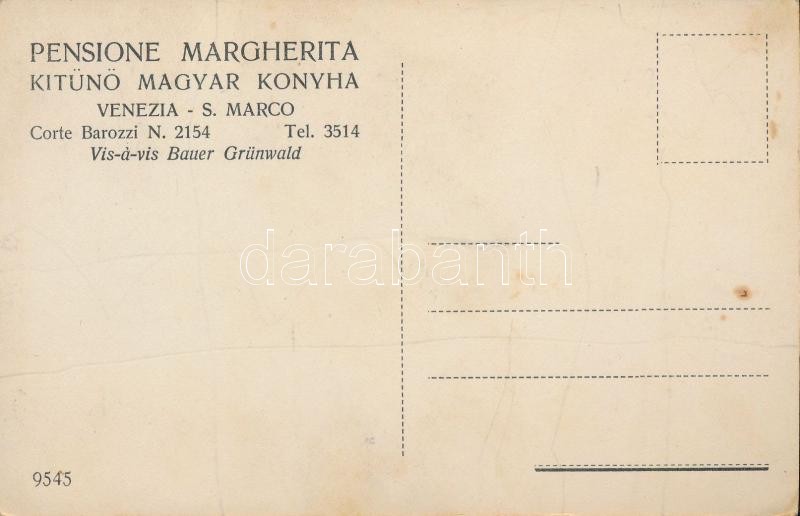 PENSIONE MARGHERITA
KITÜNÖ MAGYAR KONYHA
VENEZIA - S. MARCO
Corte Barozzi N. 2154 Tel. 3514
Vis-à-vis Bauer Grünwald
darabanth
9545